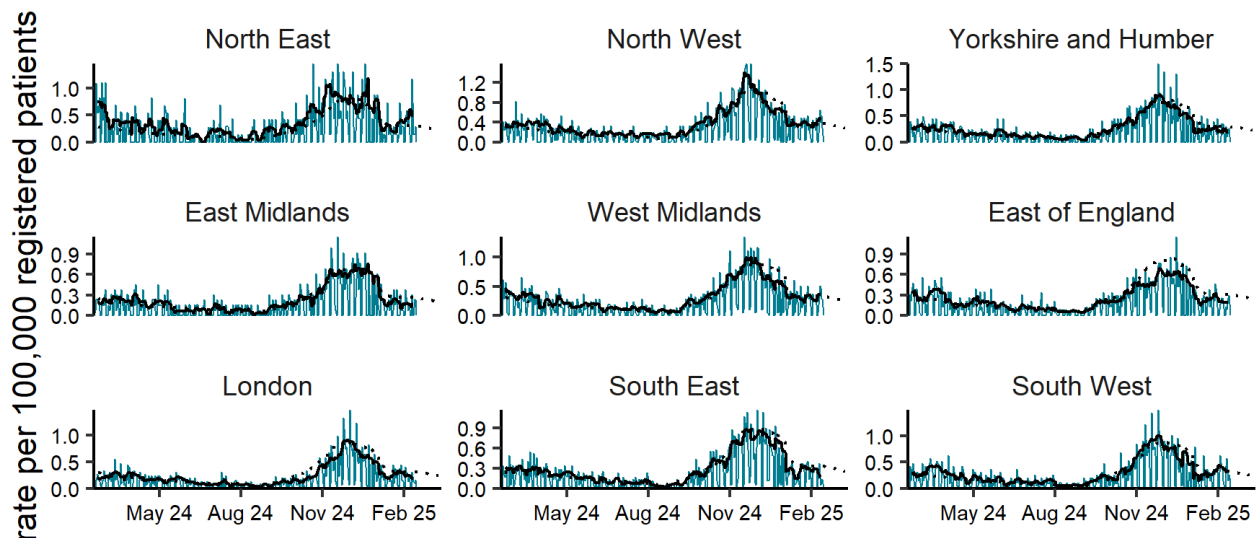 rate per 100,000 registered patients
North East
North West
Yorkshire and Humber
1.0
0.5
0.0
1.2
0.8
0.4
0.0
1.5
1.0
0.5
0.0
East Midlands
West Midlands
East of England
0.9
0.6
0.3
0.0
1.0
0.5
0.0
0.9
0.6
0.3
0.0
London
South East
South West
1.0
0.5
0.0
0.9
0.6
0.3
0.0
1.0
0.5
0.0
May 24 Aug 24 Nov 24 Feb 25
May 24 Aug 24 Nov 24 Feb 25
May 24 Aug 24 Nov 24 Feb 25